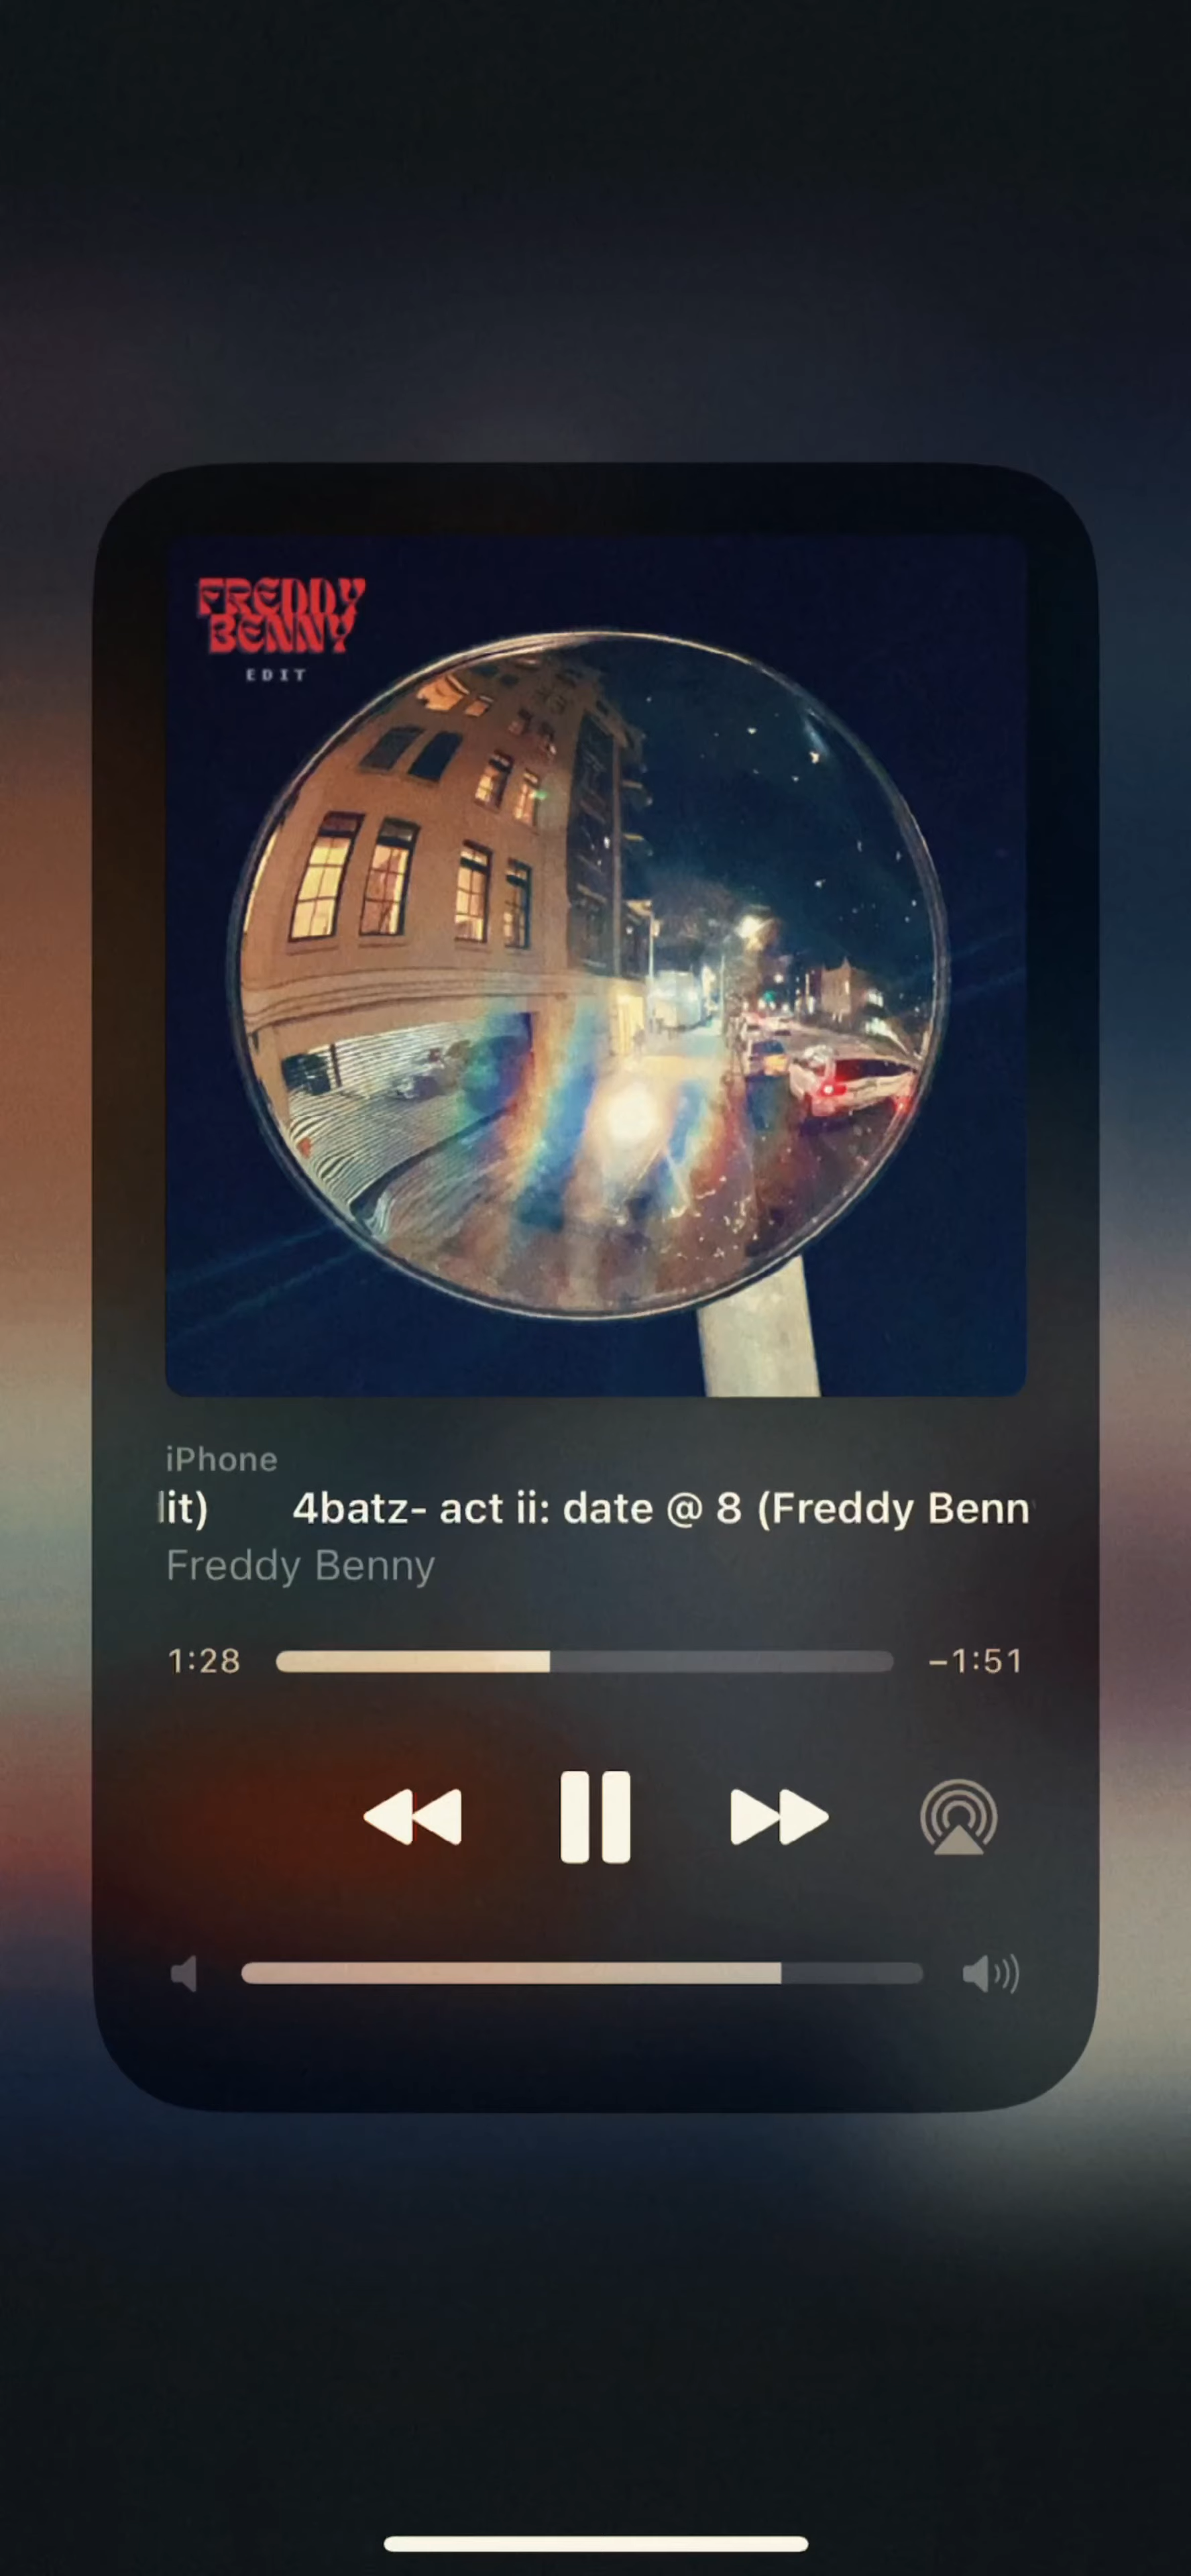 FREDDY
BENNY
EDIT
iPhone
lit) 4batz- act ii: date @ 8 (Freddy Benn
Freddy Benny
1:28 −1:51